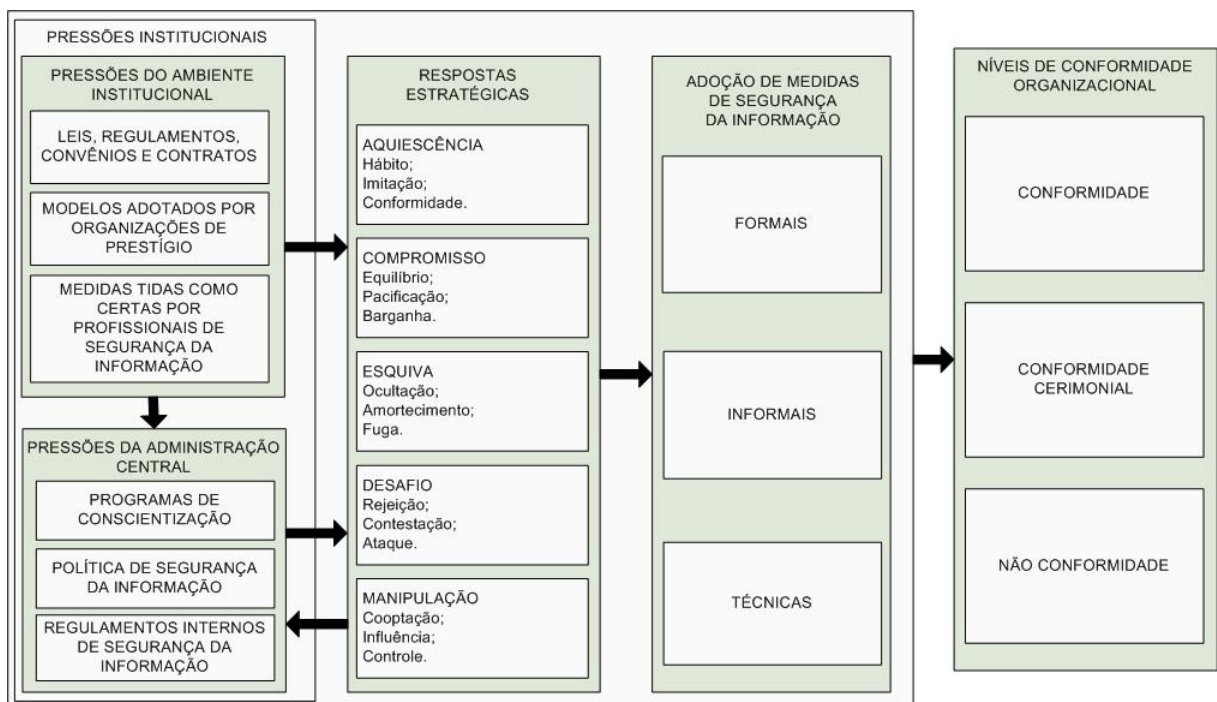 PRESSÕES INSTITUCIONAIS
PRESSÕES DO AMBIENTE
INSTITUCIONAL
LEIS, REGULAMENTOS,
CONVÊNIOS E CONTRATOS
MODELOS ADOTADOS POR
ORGANIZAÇÕES DE
PRESTÍGIO
MEDIDAS TIDAS COMO
CERTAS POR
PROFISSIONAIS DE
SEGURANÇA DA
INFORMAÇÃO
PRESSÕES DA ADMINISTRAÇÃO
CENTRAL
PROGRAMAS DE
CONSCIENTIZAÇÃO
POLÍTICA DE SEGURANÇA
DA INFORMAÇÃO
REGULAMENTOS INTERNOS
DE SEGURANÇA DA
INFORMAÇÃO
RESPOSTAS
ESTRATÉGICAS
AQUIESCÊNCIA
Hábito;
Imitação;
Conformidade.
COMPROMISSO
Equilíbrio;
Pacificação;
Barganha.
ESQUIVA
Ocultação;
Amortecimento;
Fuga.
DESAFIO
Rejeição;
Contestação;
Ataque.
MANIPULAÇÃO
Cooptação;
Influência;
Controle.
ADOÇÃO DE MEDIDAS
DE SEGURANÇA
DA INFORMAÇÃO
FORMAIS
INFORMAIS
TÉCNICAS
NÍVEIS DE CONFORMIDADE
ORGANIZACIONAL
CONFORMIDADE
CONFORMIDADE
CERIMONIAL
NÃO CONFORMIDADE